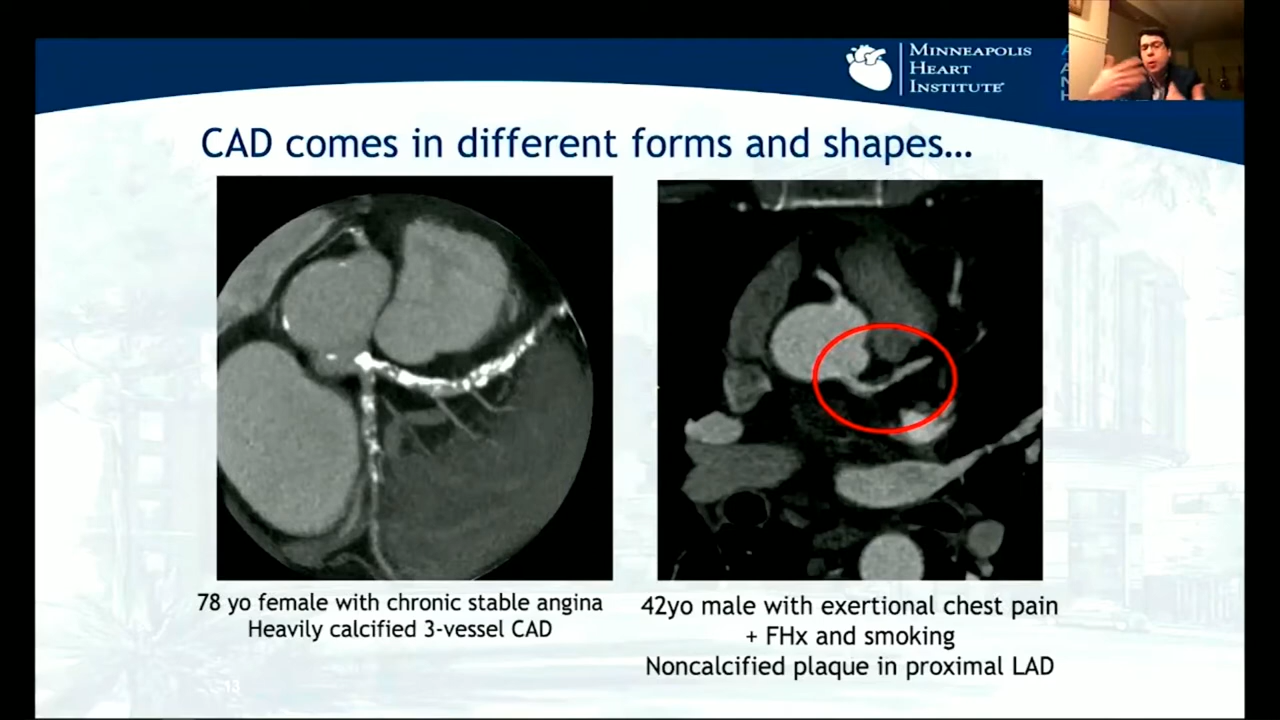 MINNEAPOLIS
HEART
INSTITUTE
CAD comes in different forms and shapes...
78 yo female with chronic stable angina
Heavily calcified 3-vessel CAD
42yo male with exertional chest pain
+ FHx and smoking
Noncalcified plaque in proximal LAD
13